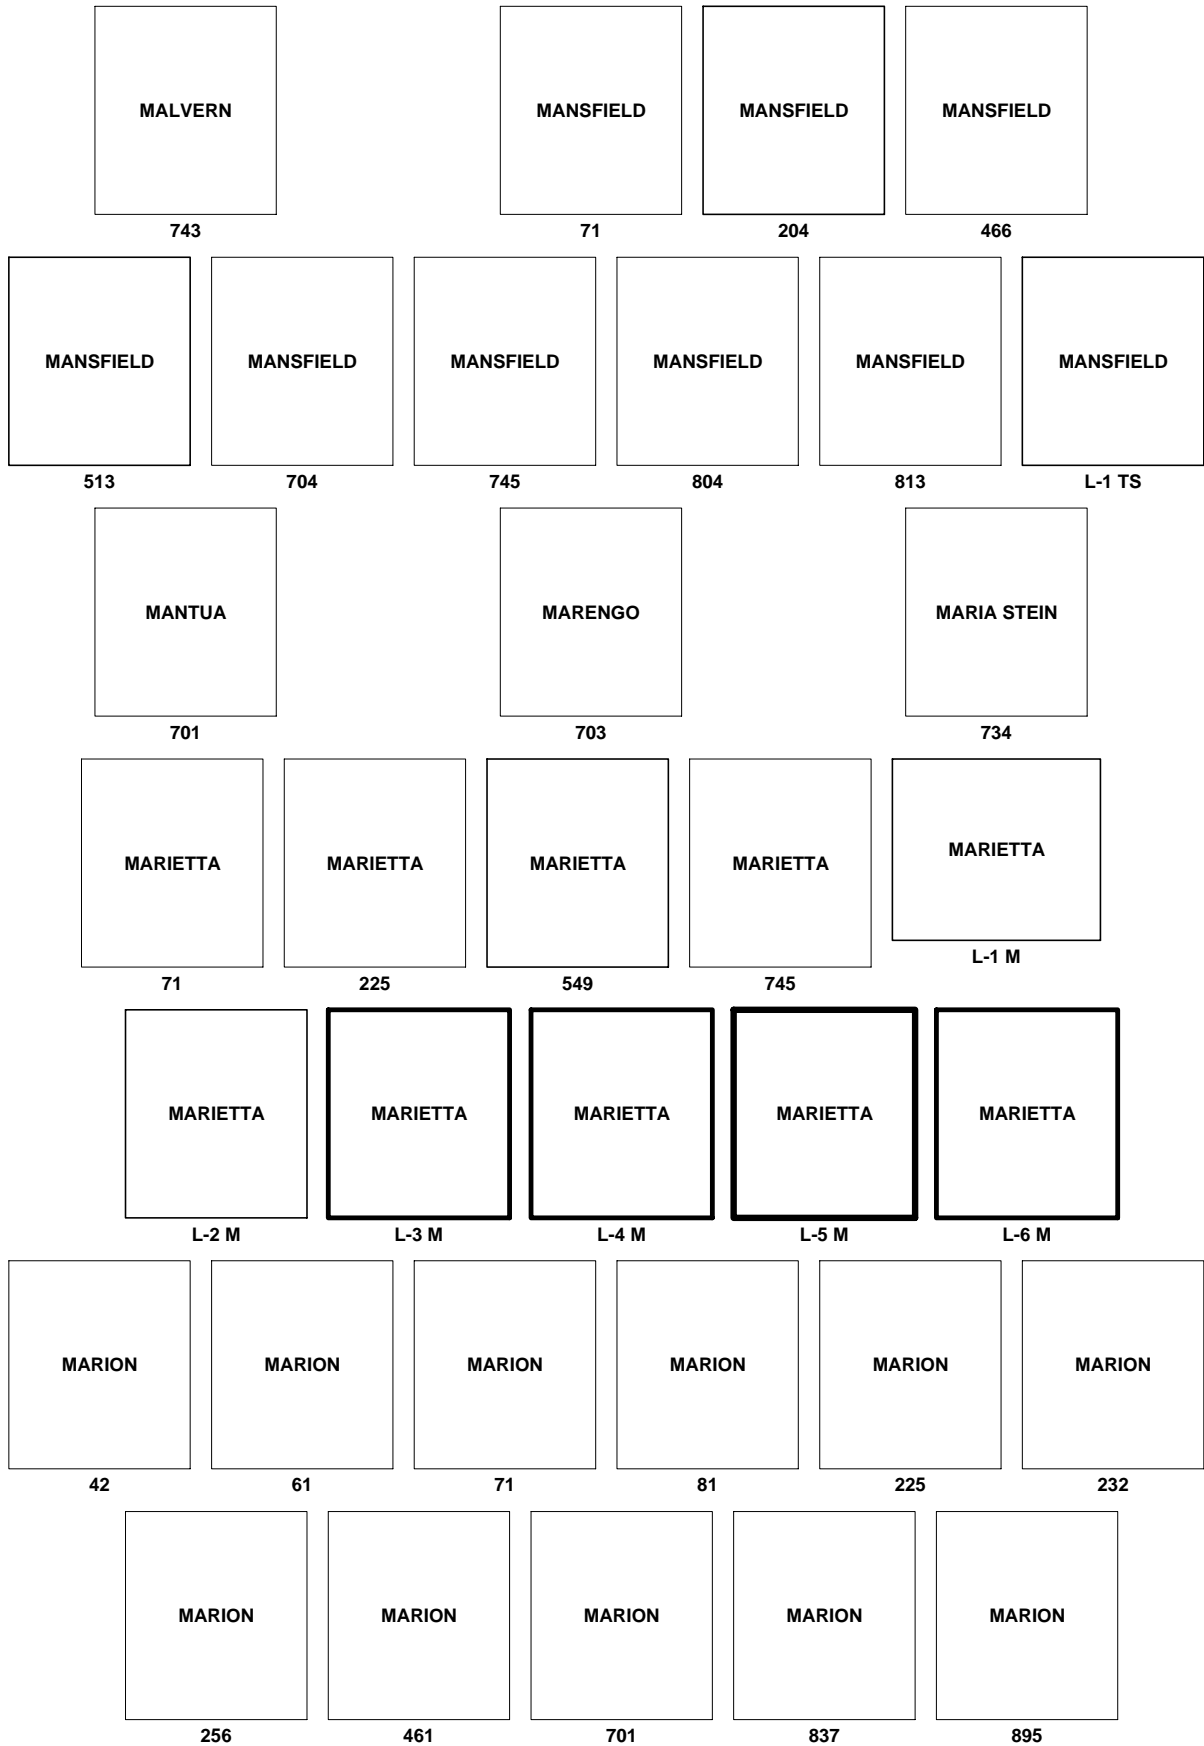 MALVERN MANSFIELD MANSFIELD MANSFIELD
743 71 204 466
MANSFIELD MANSFIELD MANSFIELD MANSFIELD MANSFIELD MANSFIELD
513 704 745 804 813 L-1 TS
MANTUA MARENGO MARIA STEIN
701 703 734
MARIETTA MARIETTA MARIETTA MARIETTA MARIETTA
71 225 549 745 L-1 M
MARIETTA MARIETTA MARIETTA MARIETTA MARIETTA
L-2 M L-3 M L-4 M L-5 M L-6 M
MARION MARION MARION MARION MARION MARION
42 61 71 81 225 232
MARION MARION MARION MARION MARION
256 461 701 837 895